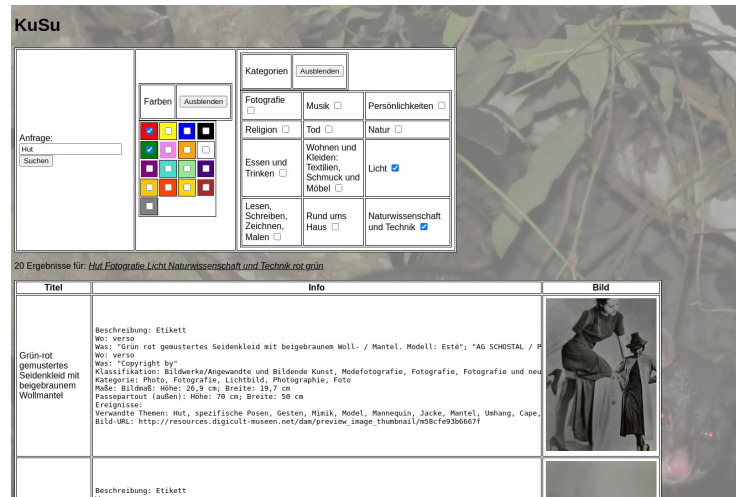 KuSu
Anfrage:
Hut
Suchen
Farben Ausblenden
Kategorien Ausblenden
Fotografie
Musik
Persönlichkeiten
Religion
Tod
Natur
Essen und
Trinken
Wohnen und
Kleiden:
Textilien,
Schmuck und
Möbel
Licht
Lesen,
Schreiben,
Zeichnen,
Malen
Rund ums
Haus
Naturwissenschaft
und Technik
20 Ergebnisse für: Hut Fotografie Licht Naturwissenschaft und Technik rot grün
Titel Info Bild
Grün-rot
gemustertes
Seidenkleid mit
beigebraunem
Wollmantel
Beschreibung: Etikett
Wo: verso
Was: "Grün rot gemustertes Seidenkleid mit beigebraunem Woll- / Mantel. Modell: Esté"; "AG SCHOSTAL / P
Wo: verso
Was: "Copyright by"
Klassifikation: Bildwerke/Angewandte und Bildende Kunst, Modefotografie, Fotografie, Fotografie und neu
Kategorie: Photo, Fotografie, Lichtbild, Photographie, Foto
Maße: Bildmaß: Höhe: 26,9 cm; Breite: 19,7 cm
Passepartout (außen): Höhe: 70 cm; Breite: 50 cm
Ereignisse:
Verwandte Themen: Hut, spezifische Posen, Gesten, Mimik, Model, Mannequin, Jacke, Mantel, Umhang, Cape,
Bild-URL: http://resources.digicult-museen.net/dam/preview_image_thumbnail/m58cfe93b6667f
Beschreibung: Etikett